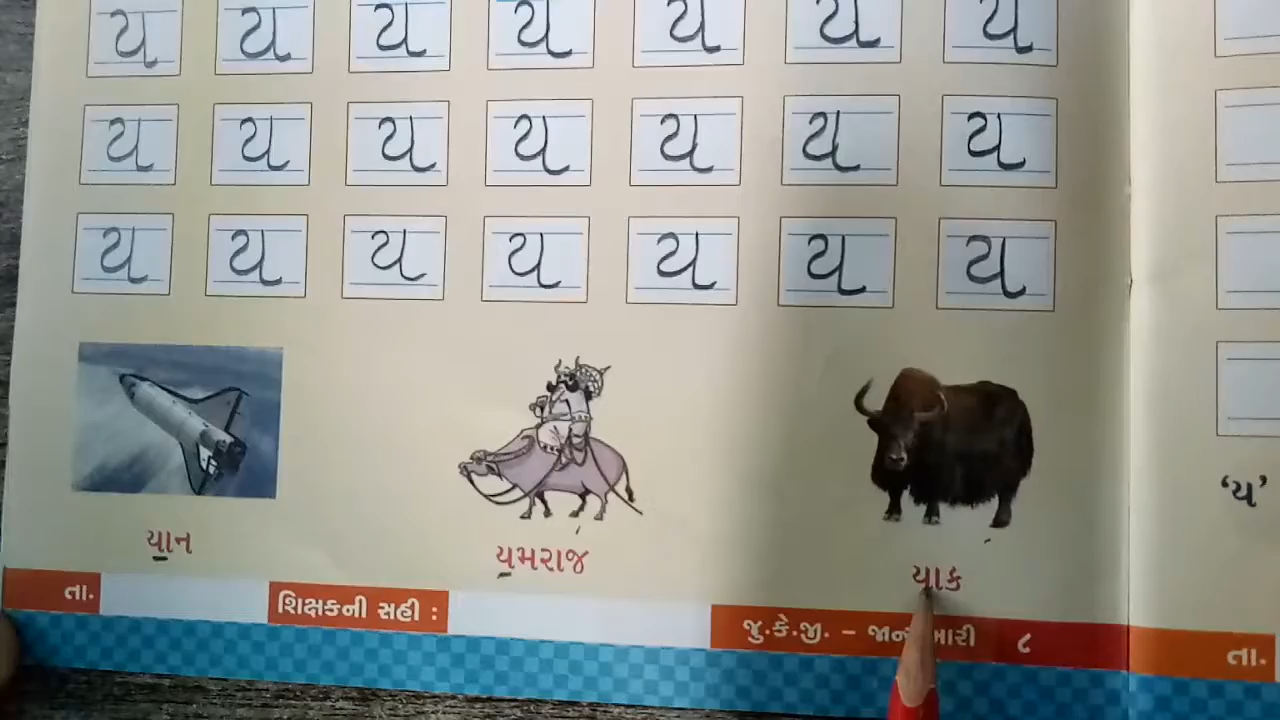 ય ય ય ય ય ય ય
ય ય ય ય ય ય ય
ય ય ય ય ય ય ય
યાન યમરાજ યાક
‘ય’
તા. શિક્ષકની સહી : જુ.કે.જી. – ૮ તા.